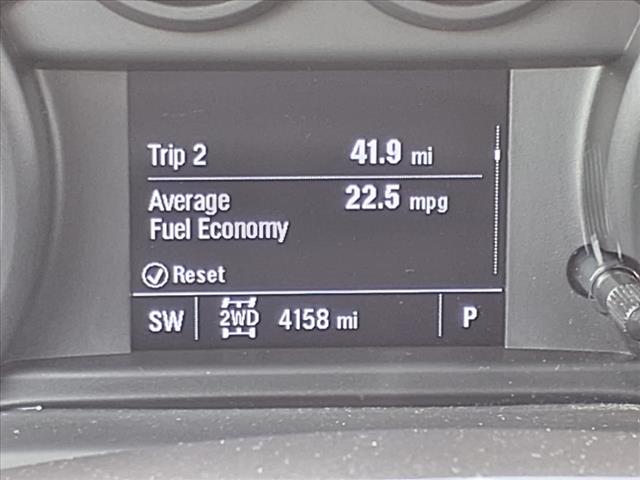 Trip 2 41.9 mi
Average 22.5 mpg
Fuel Economy
Reset
SW 2WD 4158 mi P